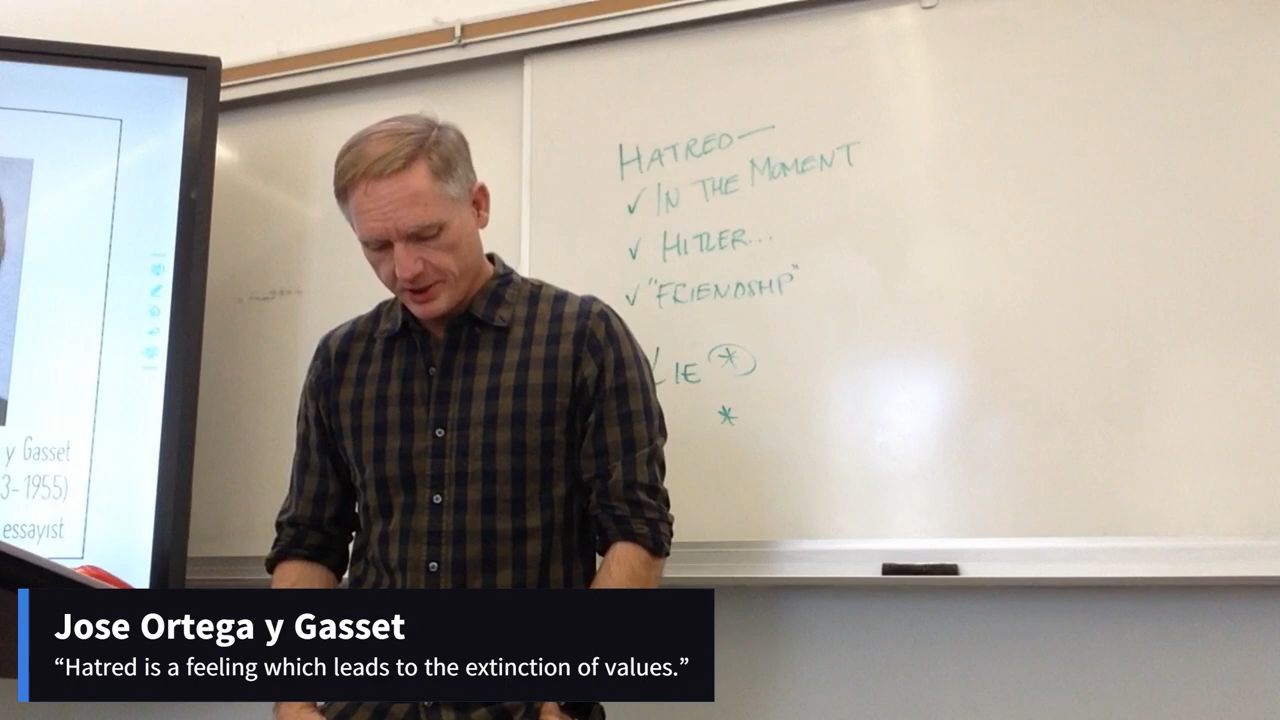 HATRED—
✓ IN THE MOMENT
✓ HITLER...
✓ "FRIENDSHIP"
LIE *
*
y Gasset
3–1955)
essayist
Jose Ortega y Gasset
“Hatred is a feeling which leads to the extinction of values.”